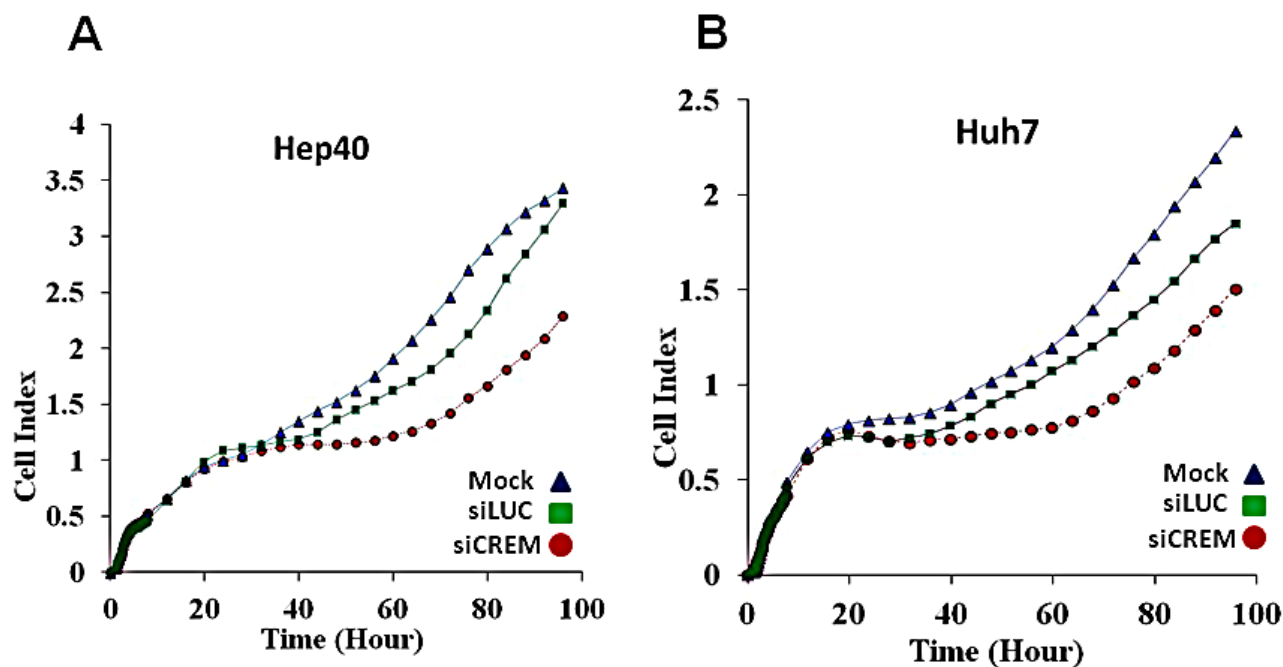 A
Hep40
4
3.5
3
2.5
2
1.5
1
0.5
0
Cell Index
0 20 40 60 80 100
Time (Hour)
Mock
siLUC
siCREM
B
Huh7
2.5
2
1.5
1
0.5
0
Cell Index
0 20 40 60 80 100
Time (Hour)
Mock
siLUC
siCREM